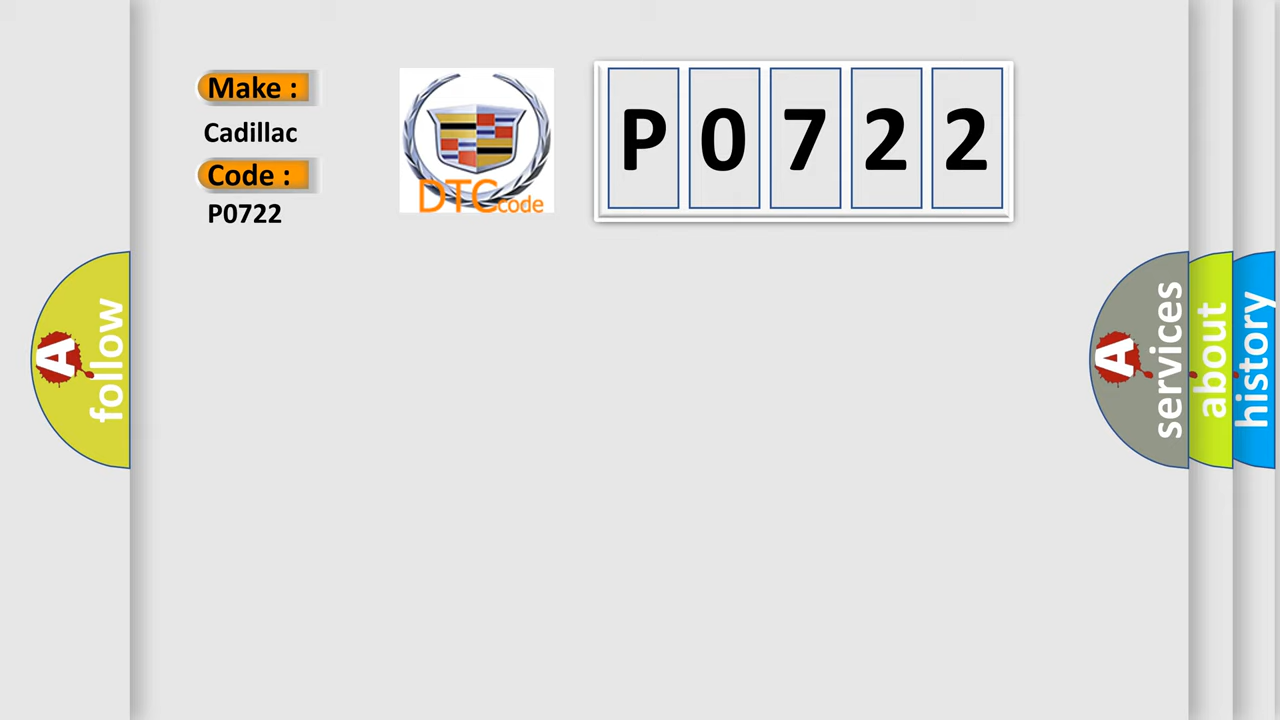 Make :
Cadillac
Code :
P0722
DTCcode
P 0 7 2 2
A follow
A services
about
history